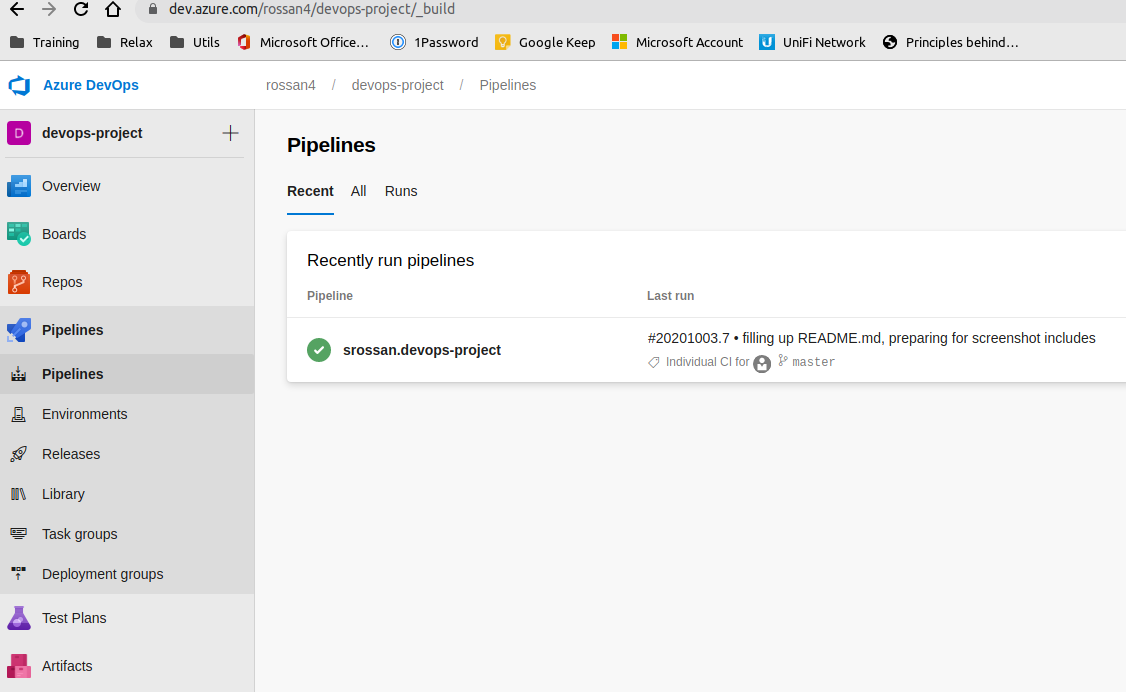 dev.azure.com/rossan4/devops-project/_build
Training Relax Utils Microsoft Office… 1Password Google Keep Microsoft Account UniFi Network Principles behind…
Azure DevOps rossan4 / devops-project / Pipelines
D devops-project
Overview
Boards
Repos
Pipelines
Pipelines
Environments
Releases
Library
Task groups
Deployment groups
Test Plans
Artifacts
Pipelines
Recent All Runs
Recently run pipelines
Pipeline Last run
srossan.devops-project #20201003.7 • filling up README.md, preparing for screenshot includes
Individual CI for master